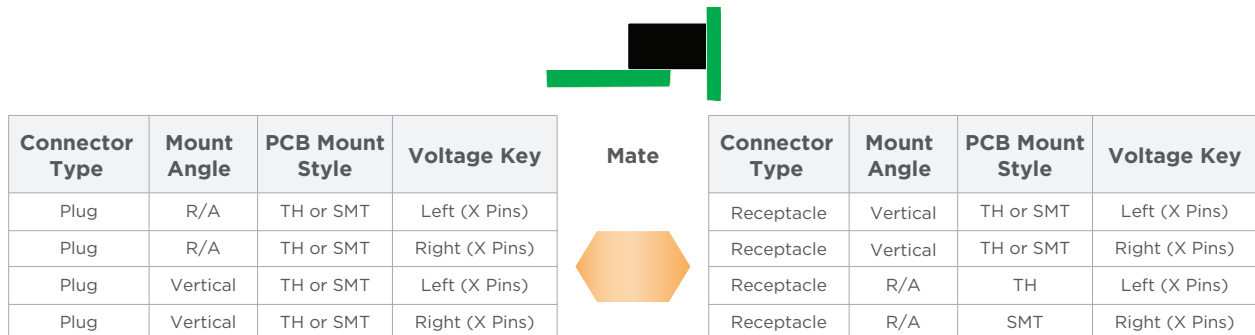 Connector Type Mount Angle PCB Mount Style Voltage Key Mate Connector Type Mount Angle PCB Mount Style Voltage Key
Plug R/A TH or SMT Left (X Pins) Receptacle Vertical TH or SMT Left (X Pins)
Plug R/A TH or SMT Right (X Pins) Receptacle Vertical TH or SMT Right (X Pins)
Plug Vertical TH or SMT Left (X Pins) Receptacle R/A TH Left (X Pins)
Plug Vertical TH or SMT Right (X Pins) Receptacle R/A SMT Right (X Pins)